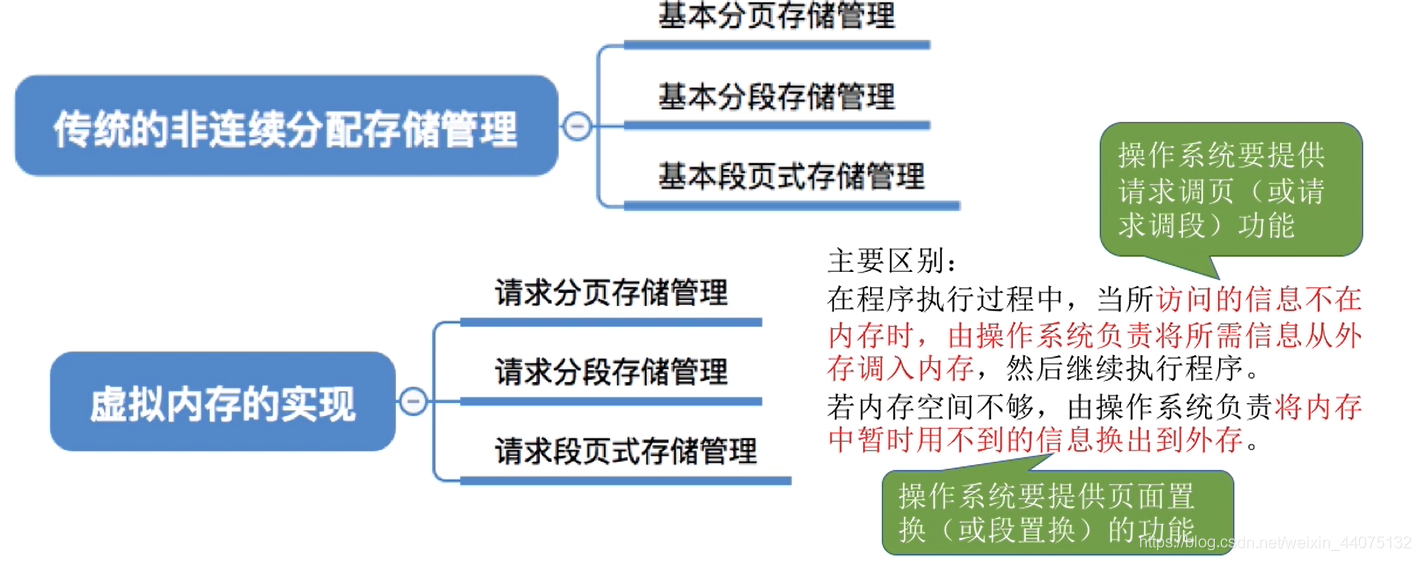 基本分页存储管理
传统的非连续分配存储管理
基本分段存储管理
基本段页式存储管理
操作系统要提供
请求调页（或请
求调段）功能
主要区别：
在程序执行过程中，当所访问的信息不在
内存时，由操作系统负责将所需信息从外
存调入内存，然后继续执行程序。
若内存空间不够，由操作系统负责将内存
中暂时用不到的信息换出到外存。
请求分页存储管理
虚拟内存的实现
请求分段存储管理
请求段页式存储管理
操作系统要提供页面置
换（或段置换）的功能
https://blog.csdn.net/weixin_44075132